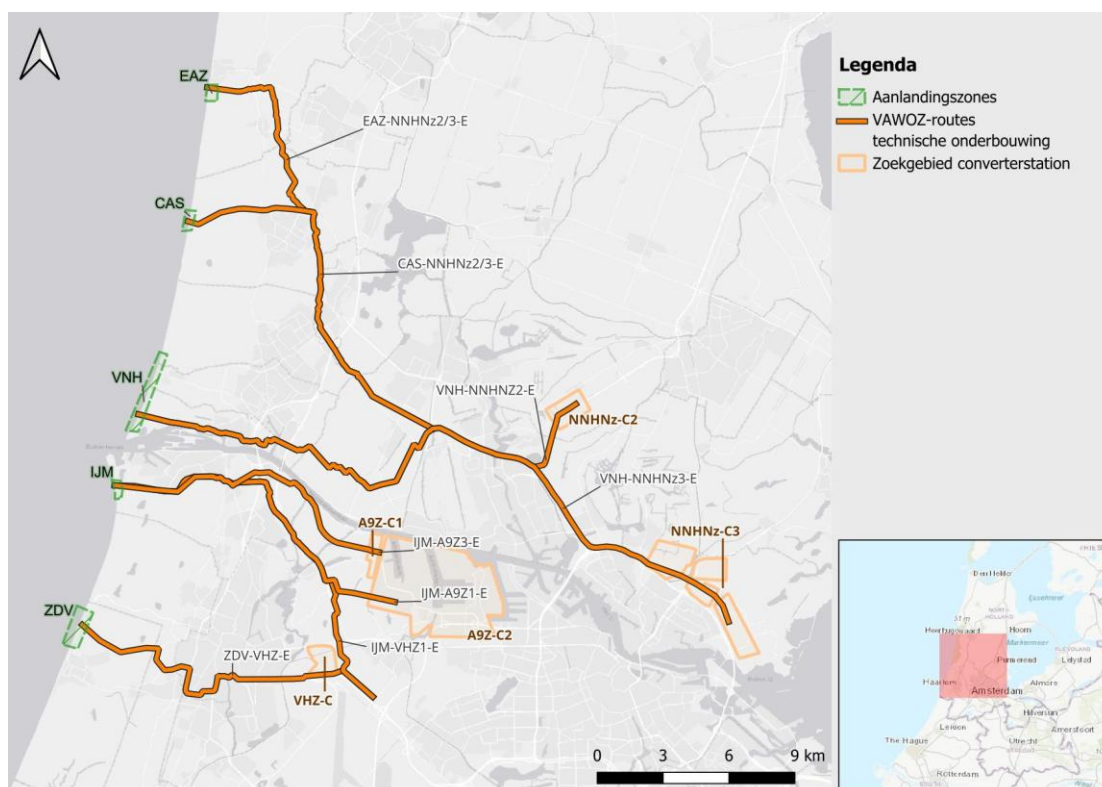 EAZ
EAZ-NNHNz2/3-E
CAS
CAS-NNHNz2/3-E
VNH
VNH-NNHNZ2-E
NNHNz-C2
IJM
VNH-NNHNz3-E
A9Z-C1
IJM-A9Z3-E
NNHNz-C3
IJM-A9Z1-E
ZDV
A9Z-C2
ZDV-VHZ-E
IJM-VHZ1-E
VHZ-C
0 3 6 9 km
Legenda
Aanlandingszones
VAWOZ-routes
technische onderbouwing
Zoekgebied converterstation
Den Helder
Hoorn
Markermeer
Purmerend
Lelystad
Haarlem
Almere
Amsterdam
Hilversum
Leiden
Amersfoort
The Hague
Utrecht
Rotterdam